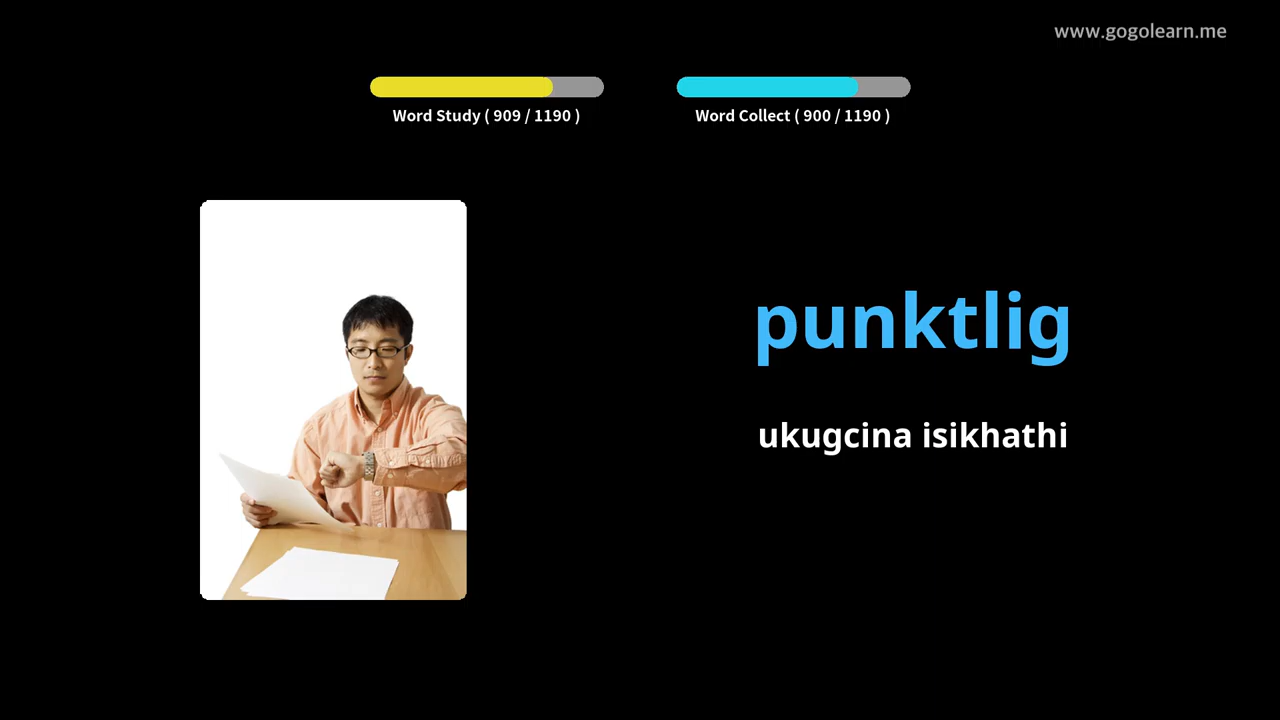 www.gogolearn.me
Word Study ( 909 / 1190 )
Word Collect ( 900 / 1190 )
punktlig
ukugcina isikhathi